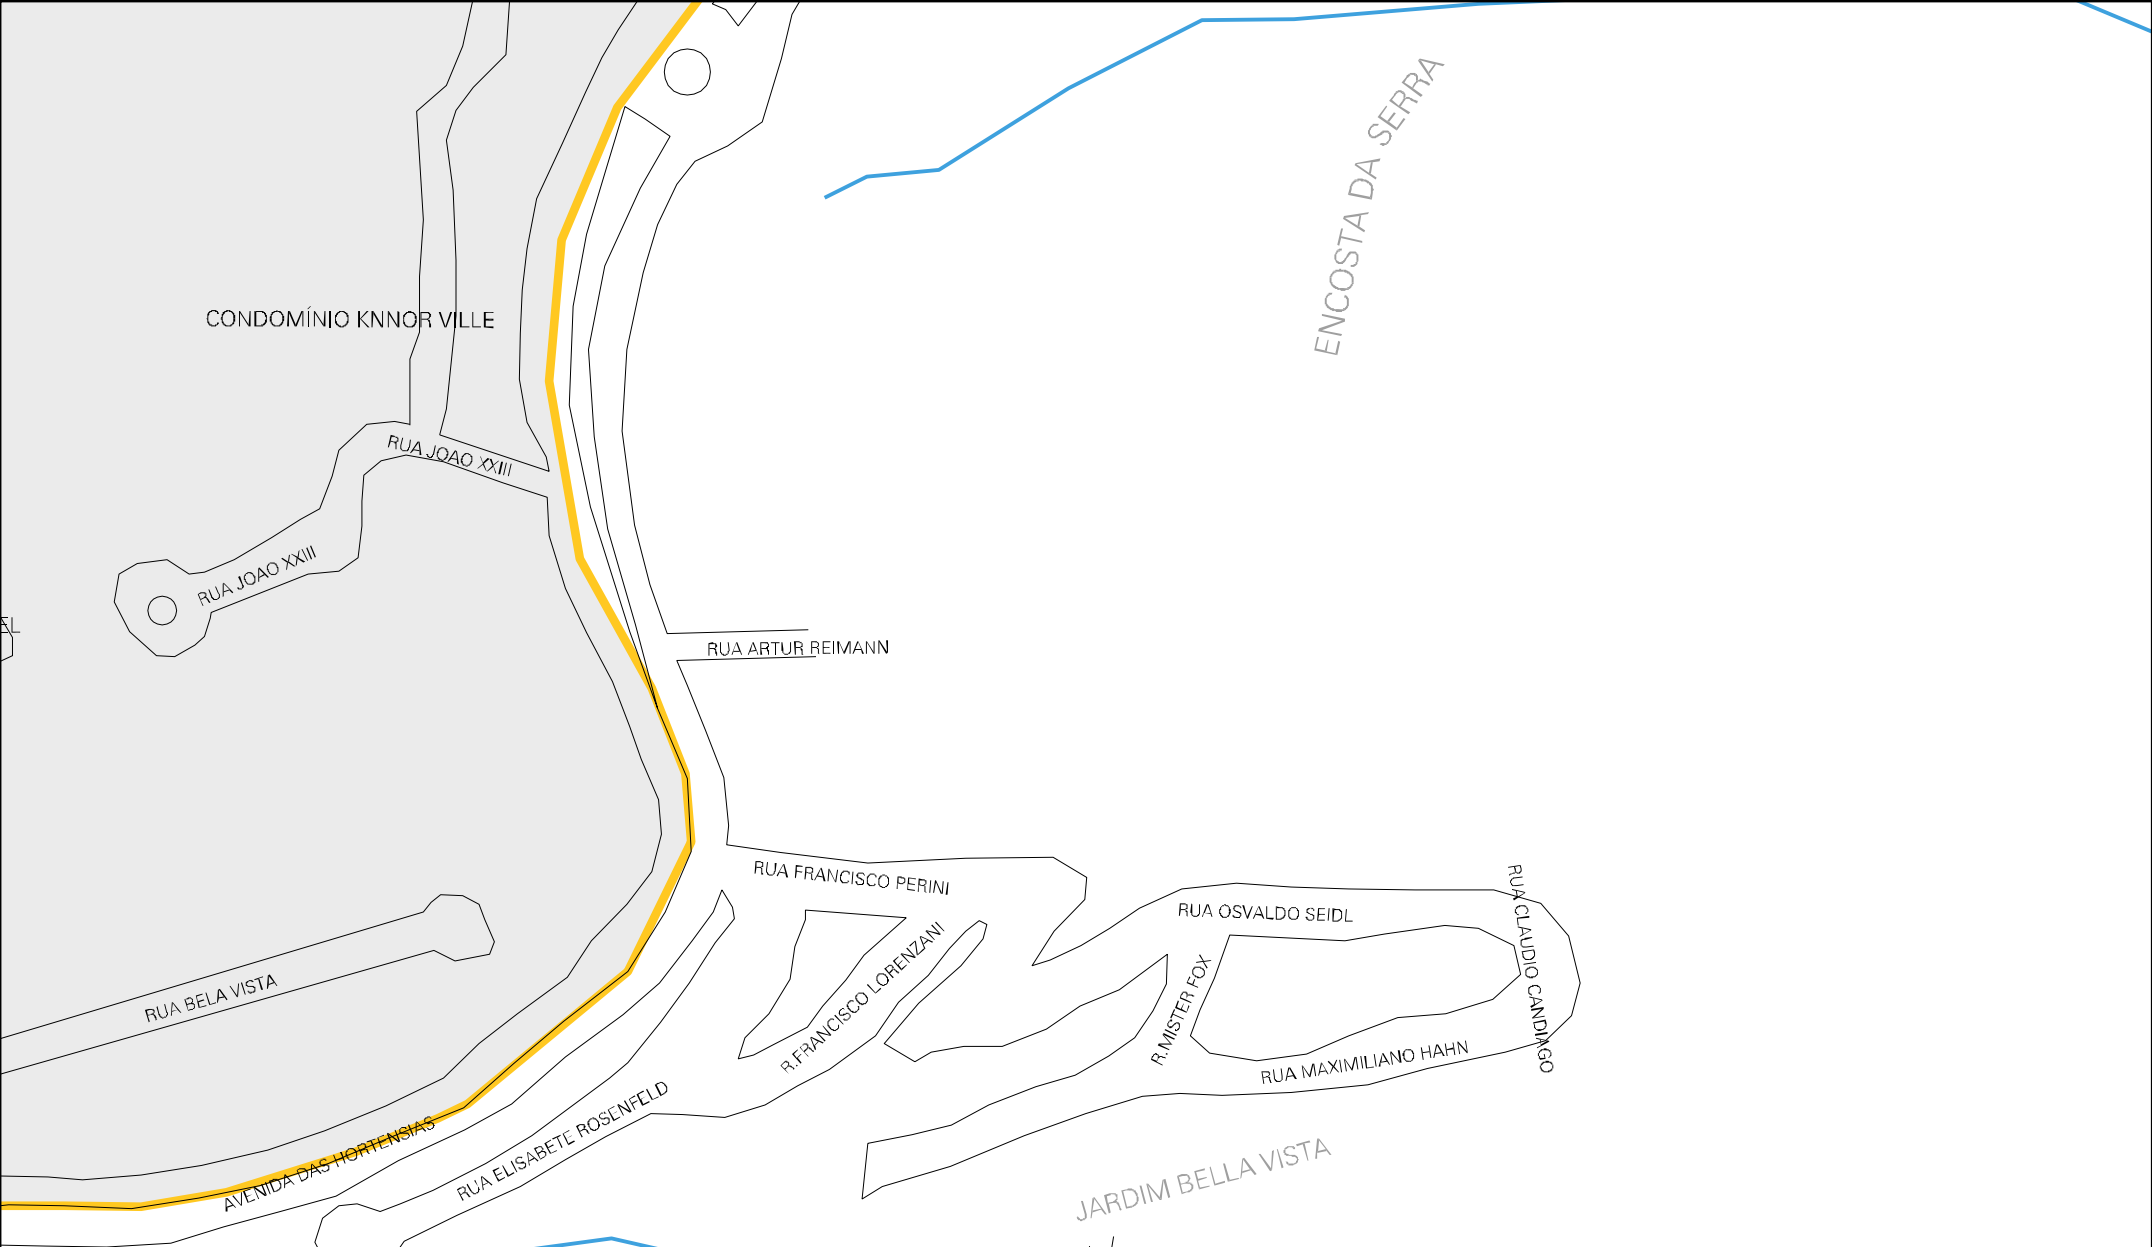 ENCOSTA DA SERRA
CONDOMÍNIO KNNOR VILLE
RUA JOAO XXIII
RUA JOAO XXIII
EL
RUA ARTUR REIMANN
RUA FRANCISCO PERINI
RUA OSVALDO SEIDL
RUA CLAUDIO CANDIAGO
R.FRANCISCO LORENZANI
R.MISTER FOX
RUA BELA VISTA
RUA MAXIMILIANO HAHN
AVENIDA DAS HORTENSIAS
RUA ELISABETE ROSENFELD
JARDIM BELLA VISTA